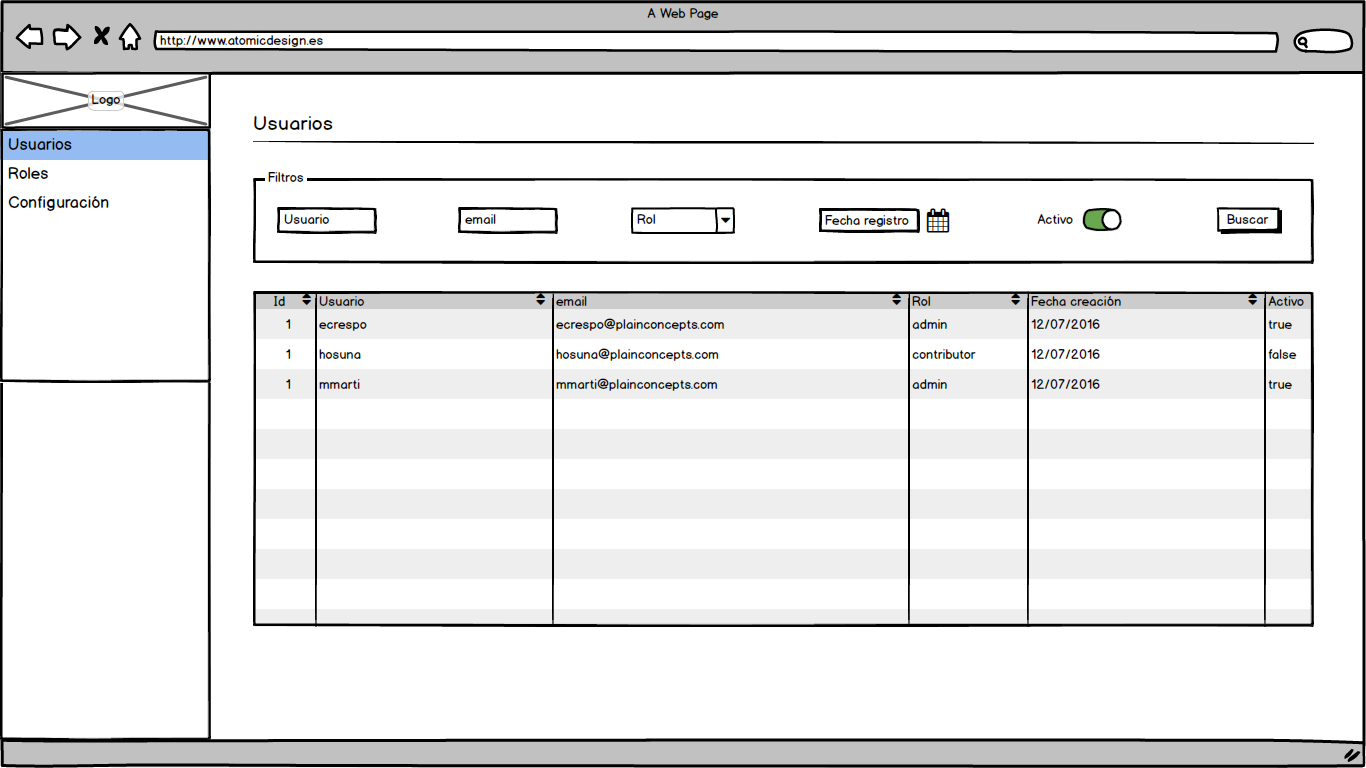 A Web Page
http://www.atomicdesign.es
Logo
Usuarios
Roles
Configuración
Usuarios
Filtros
Usuario email Rol Fecha registro Activo Buscar
Id Usuario email Rol Fecha creación Activo
1 ecrespo ecrespo@plainconcepts.com admin 12/07/2016 true
1 hosuna hosuna@plainconcepts.com contributor 12/07/2016 false
1 mmarti mmarti@plainconcepts.com admin 12/07/2016 true